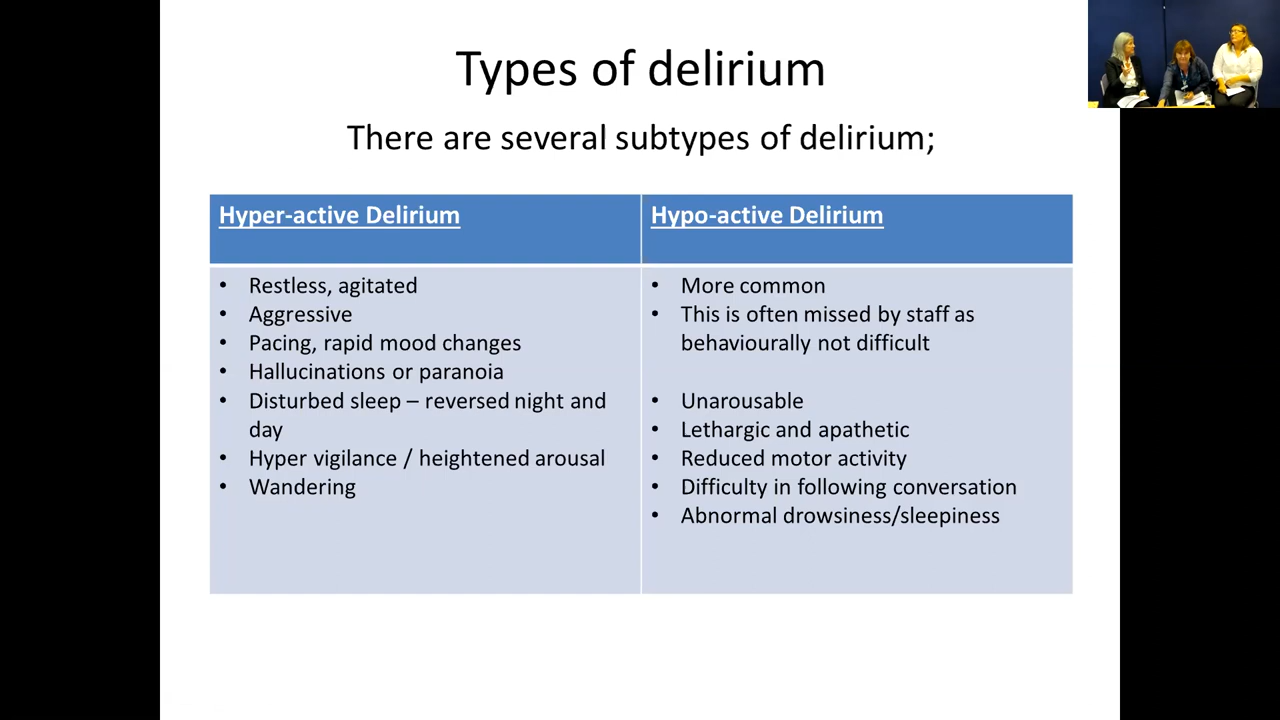 Types of delirium
There are several subtypes of delirium;
Hyper-active Delirium
• Restless, agitated
• Aggressive
• Pacing, rapid mood changes
• Hallucinations or paranoia
• Disturbed sleep – reversed night and
day
• Hyper vigilance / heightened arousal
• Wandering
Hypo-active Delirium
• More common
• This is often missed by staff as
behaviourally not difficult
• Unarousable
• Lethargic and apathetic
• Reduced motor activity
• Difficulty in following conversation
• Abnormal drowsiness/sleepiness